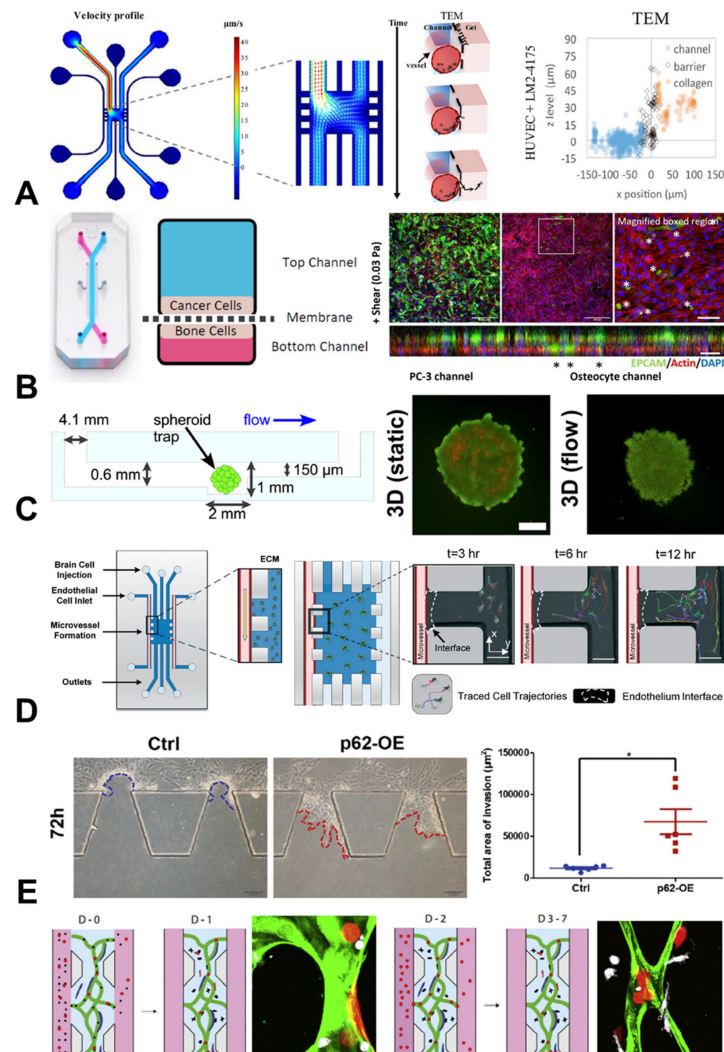 Velocity profile
μm/s
40
35
30
25
20
15
10
5
0
Time
TEM
Channel
Barrier
Gel
vessel
TEM
HUVEC + LM2-4175
z level (μm)
90
75
60
45
30
15
0
-15
channel
barrier
collagen
-150 -100 -50 0 50 100 150
x position (μm)
A
Top Channel
Cancer Cells
Membrane
Bone Cells
Bottom Channel
+ Shear (0.03 Pa)
Magnified boxed region
* * * * * * * *
* * *
EPCAM/Actin/DAPI
PC-3 channel
Osteocyte channel
B
4.1 mm
spheroid
trap
flow
0.6 mm
150 μm
1 mm
2 mm
3D (static)
3D (flow)
C
Brain Cell
Injection
Endothelial
Cell Inlet
Microvessel
Formation
Outlets
ECM
t=3 hr
t=6 hr
t=12 hr
Microvessel
Interface
x
y
Microvessel
Microvessel
Traced Cell Trajectories
Endothelium Interface
D
Ctrl
p62-OE
72h
Total area of invasion (μm²)
150000
100000
50000
0
*
Ctrl
p62-OE
E
D-0
D-1
D-2
D3-7